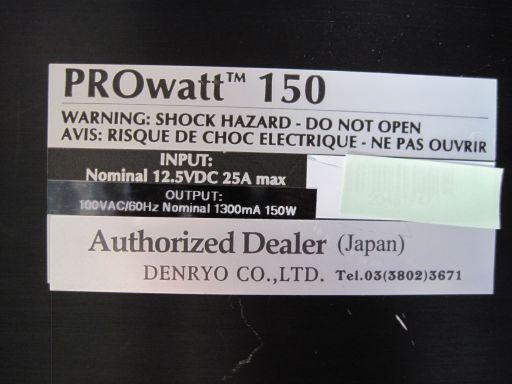 PROwatt™ 150
WARNING: SHOCK HAZARD - DO NOT OPEN
AVIS: RISQUE DE CHOC ELECTRIQUE - NE PAS OUVRIR
INPUT:
Nominal 12.5VDC 25A max
OUTPUT:
100VAC/60Hz Nominal 1300mA 150W
Authorized Dealer (Japan)
DENRYO CO.,LTD. Tel.03(3802)3671